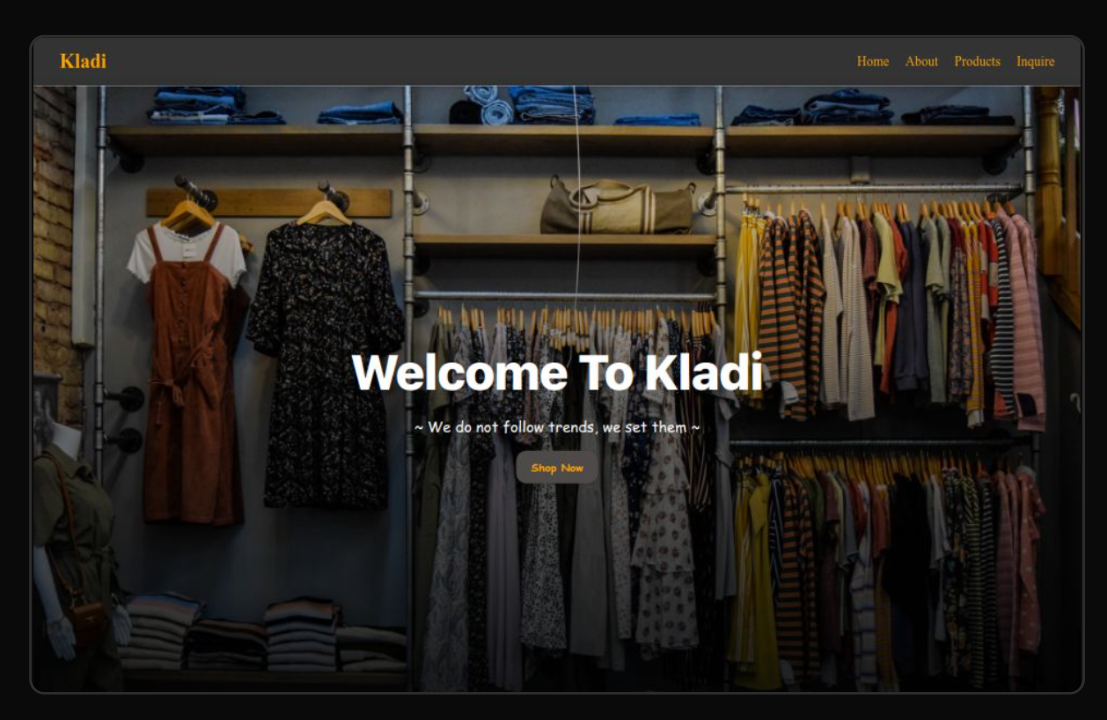 Kladi
Home About Products Inquire
Welcome To Kladi
~ We do not follow trends, we set them ~
Shop Now